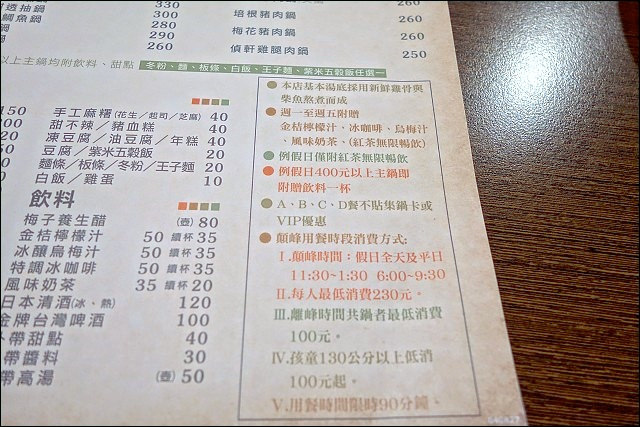 透抽鍋 330
鯛魚鍋 300
280
290
260
260
培根豬肉鍋 260
梅花豬肉鍋 260
偵軒雞腿肉鍋 250
以上主鍋均附飲料、甜點 冬粉、麵、板條、白飯、王子麵、紫米五穀飯任選一
150 手工麻糬(花生/起司/芝麻) 40
甜不辣/豬血糕 40
凍豆腐/油豆腐/年糕 40
豆腐/紫米五穀飯 20
麵條/板條/冬粉/王子麵 20
白飯/雞蛋 10
飲料
梅子養生醋 (壺) 80
金桔檸檬汁 50 續杯 35
冰釀烏梅汁 50 續杯 35
特調冰咖啡 50 續杯 35
風味奶茶 35 續杯 20
日本清酒(冰、熱) 120
金牌台灣啤酒 100
帶甜點 40
帶醬料 30
帶高湯 (壺) 50
本店基本湯底採用新鮮雞骨與
柴魚熬煮而成
週一至週五附贈
金桔檸檬汁、冰咖啡、烏梅汁
、風味奶茶、(紅茶無限暢飲)
例假日僅附紅茶無限暢飲
例假日400元以上主鍋即
附贈飲料一杯
A、B、C、D餐不貼集鍋卡或
VIP優惠
顛峰用餐時段消費方式:
I.顛峰時間：假日全天及平日
11:30~1:30 6:00~9:30
II.每人最低消費230元。
III.離峰時間共鍋者最低消費
100元。
IV.孩童130公分以上低消
100元起。
V.用餐時間限時90分鐘。